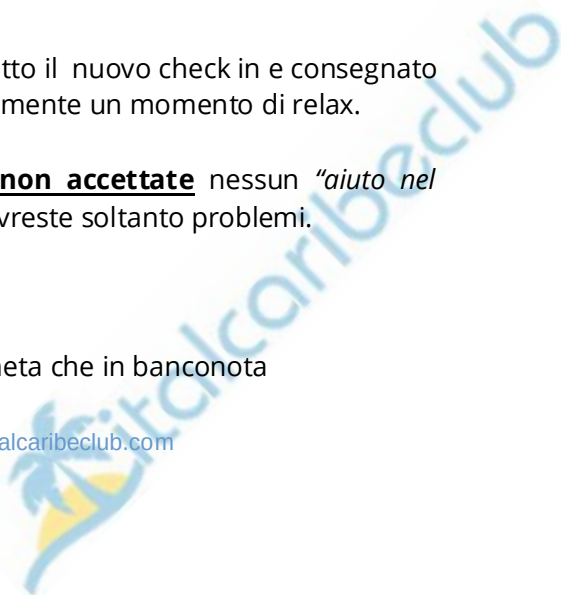 tto il nuovo check in e consegnato
mente un momento di relax.
non accettate nessun “aiuto nel
vreste soltanto problemi.
neta che in banconota
alcaribeclub.com
italcaribeclub